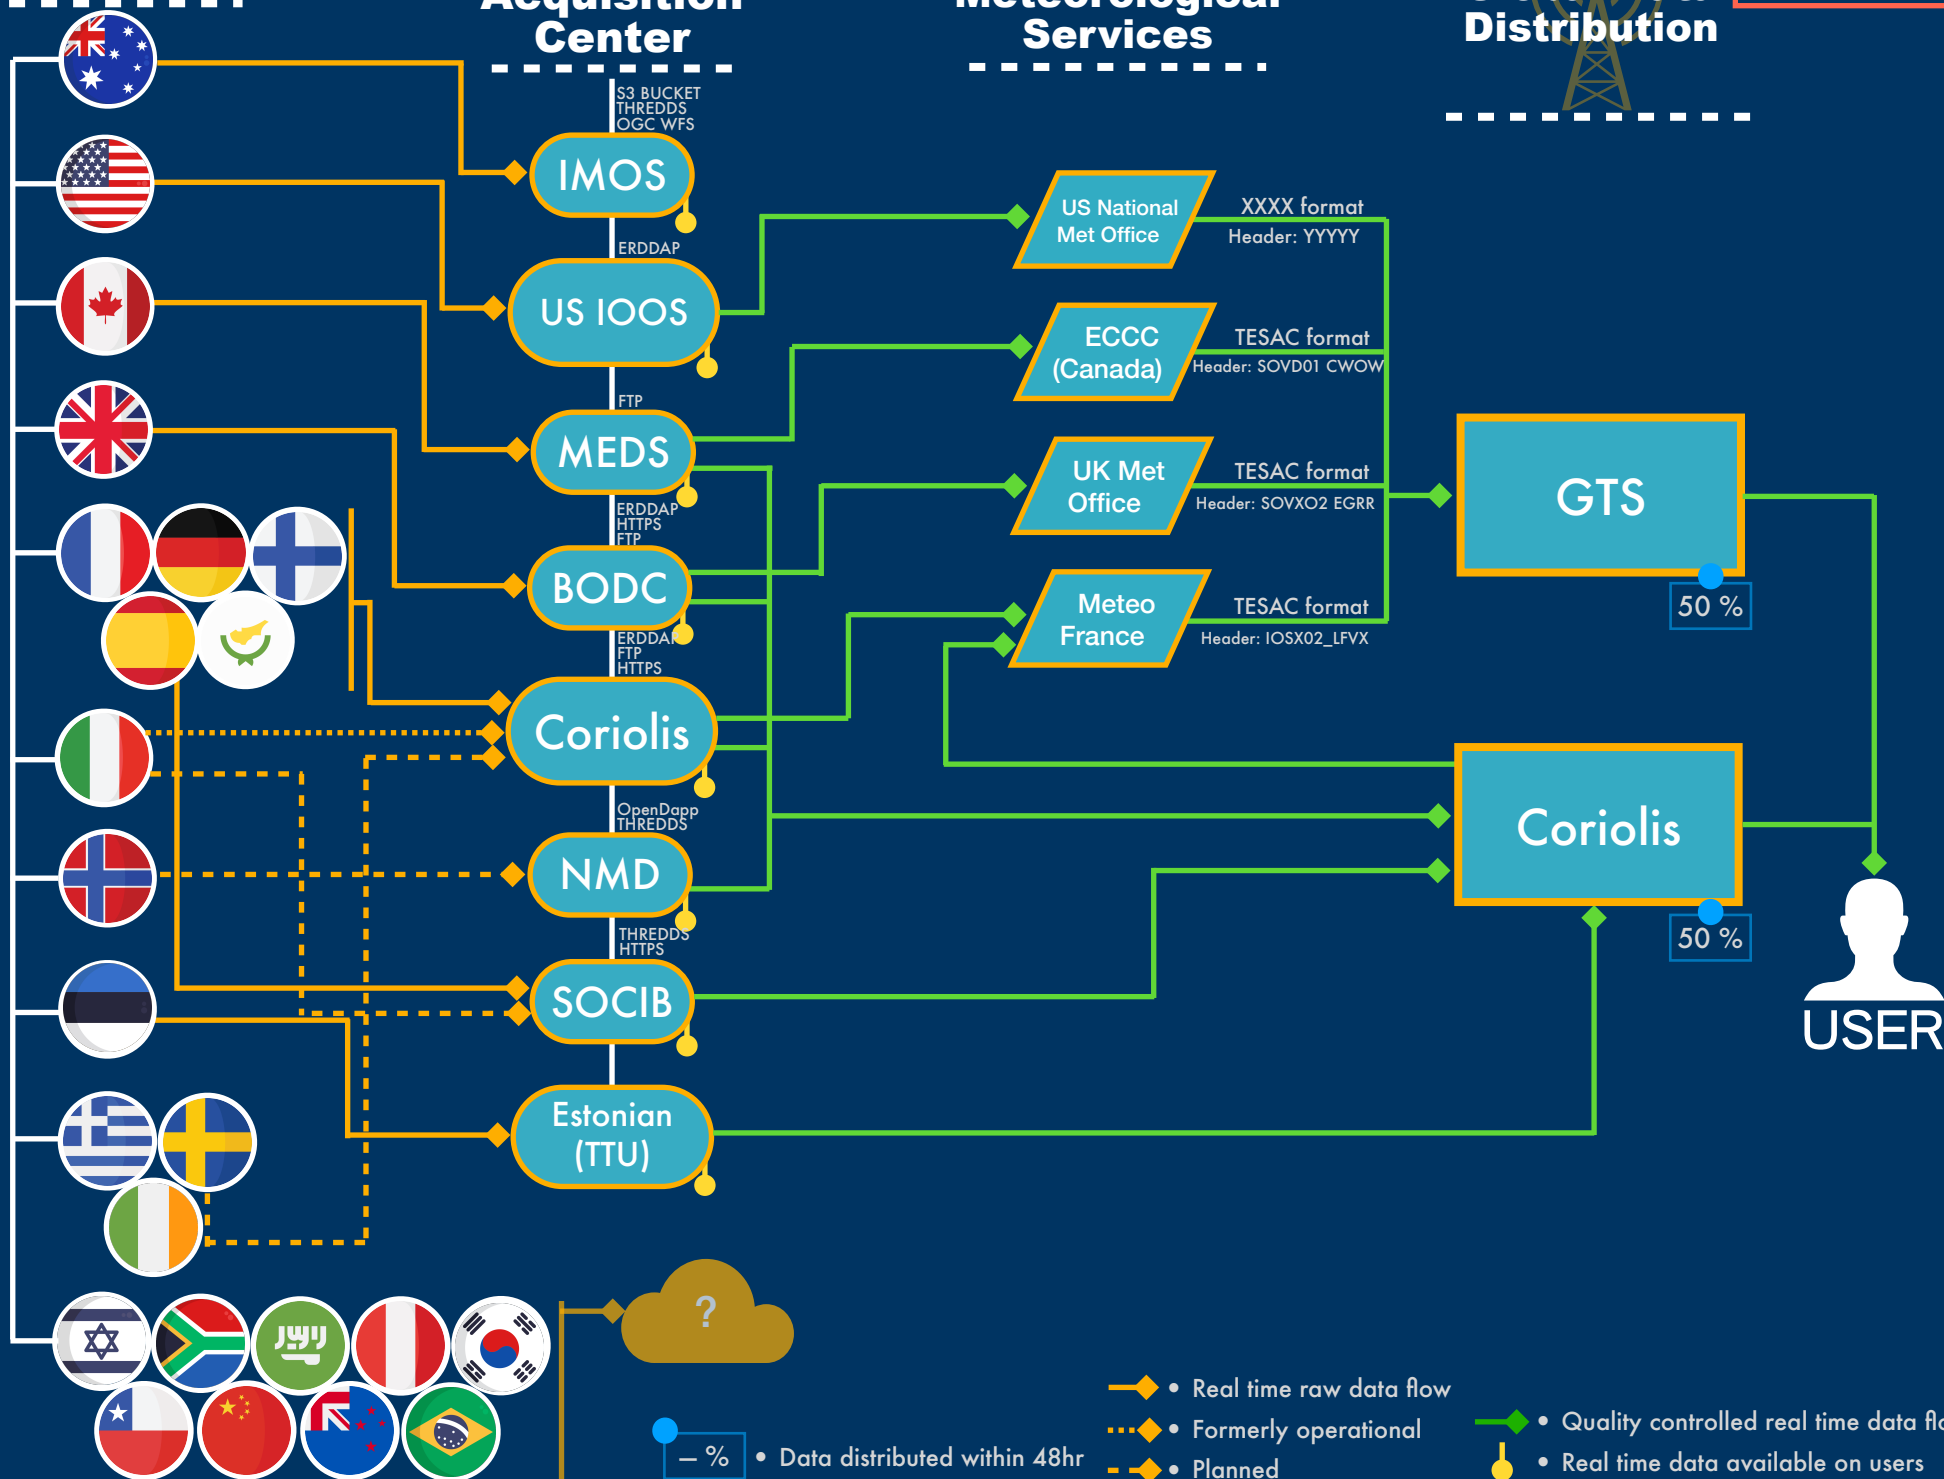 Acquisition
Center
Meteorological
Services
Distribution
S3 BUCKET
THREDDS
OGC WFS
IMOS
ERDDAP
US IOOS
FTP
MEDS
ERDDAP
HTTPS
FTP
BODC
ERDDAP
FTP
HTTPS
Coriolis
OpenDapp
THREDDS
NMD
THREDDS
HTTPS
SOCIB
Estonian
(TTU)
US National
Met Office
XXXX format
Header: YYYYY
ECCC
(Canada)
TESAC format
Header: SOVD01 CWOW
UK Met
Office
TESAC format
Header: SOVXO2 EGRR
Meteo
France
TESAC format
Header: IOSX02_LFVX
GTS
50 %
Coriolis
50 %
USER
?
– %
• Data distributed within 48hr
• Real time raw data flow
• Formerly operational
• Planned
• Quality controlled real time data flo
• Real time data available on users